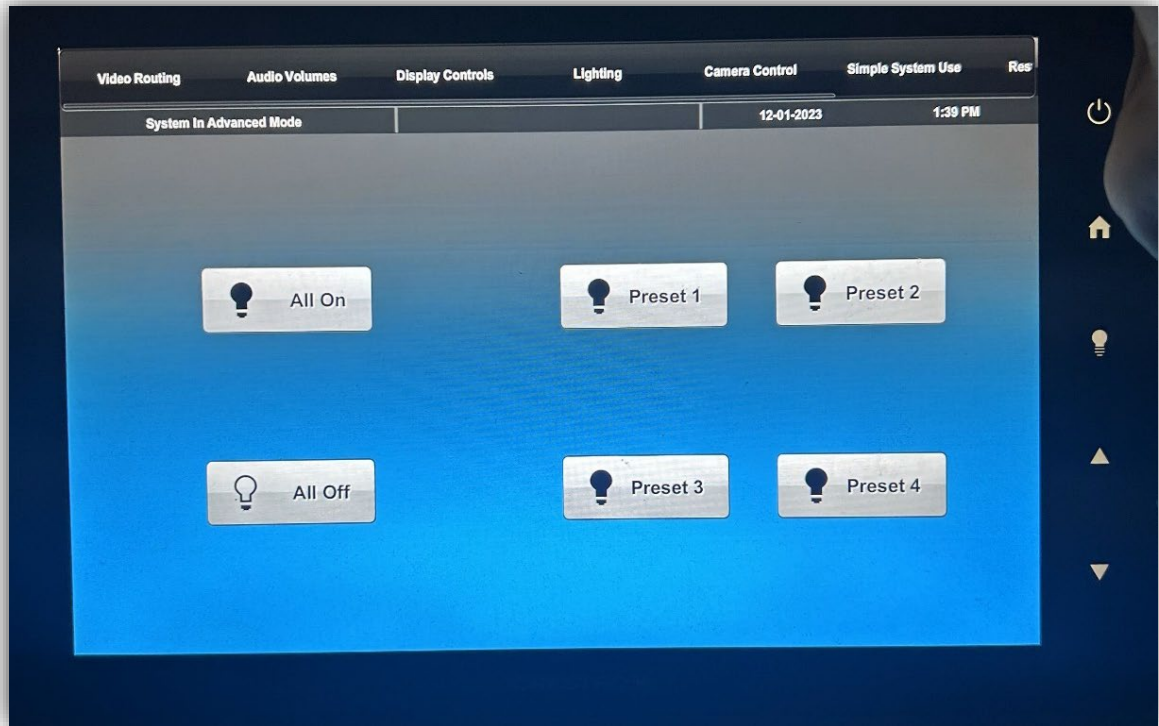 Video Routing Audio Volumes Display Controls Lighting Camera Control Simple System Use
System In Advanced Mode 12-01-2023 1:39 PM
All On Preset 1 Preset 2
All Off Preset 3 Preset 4